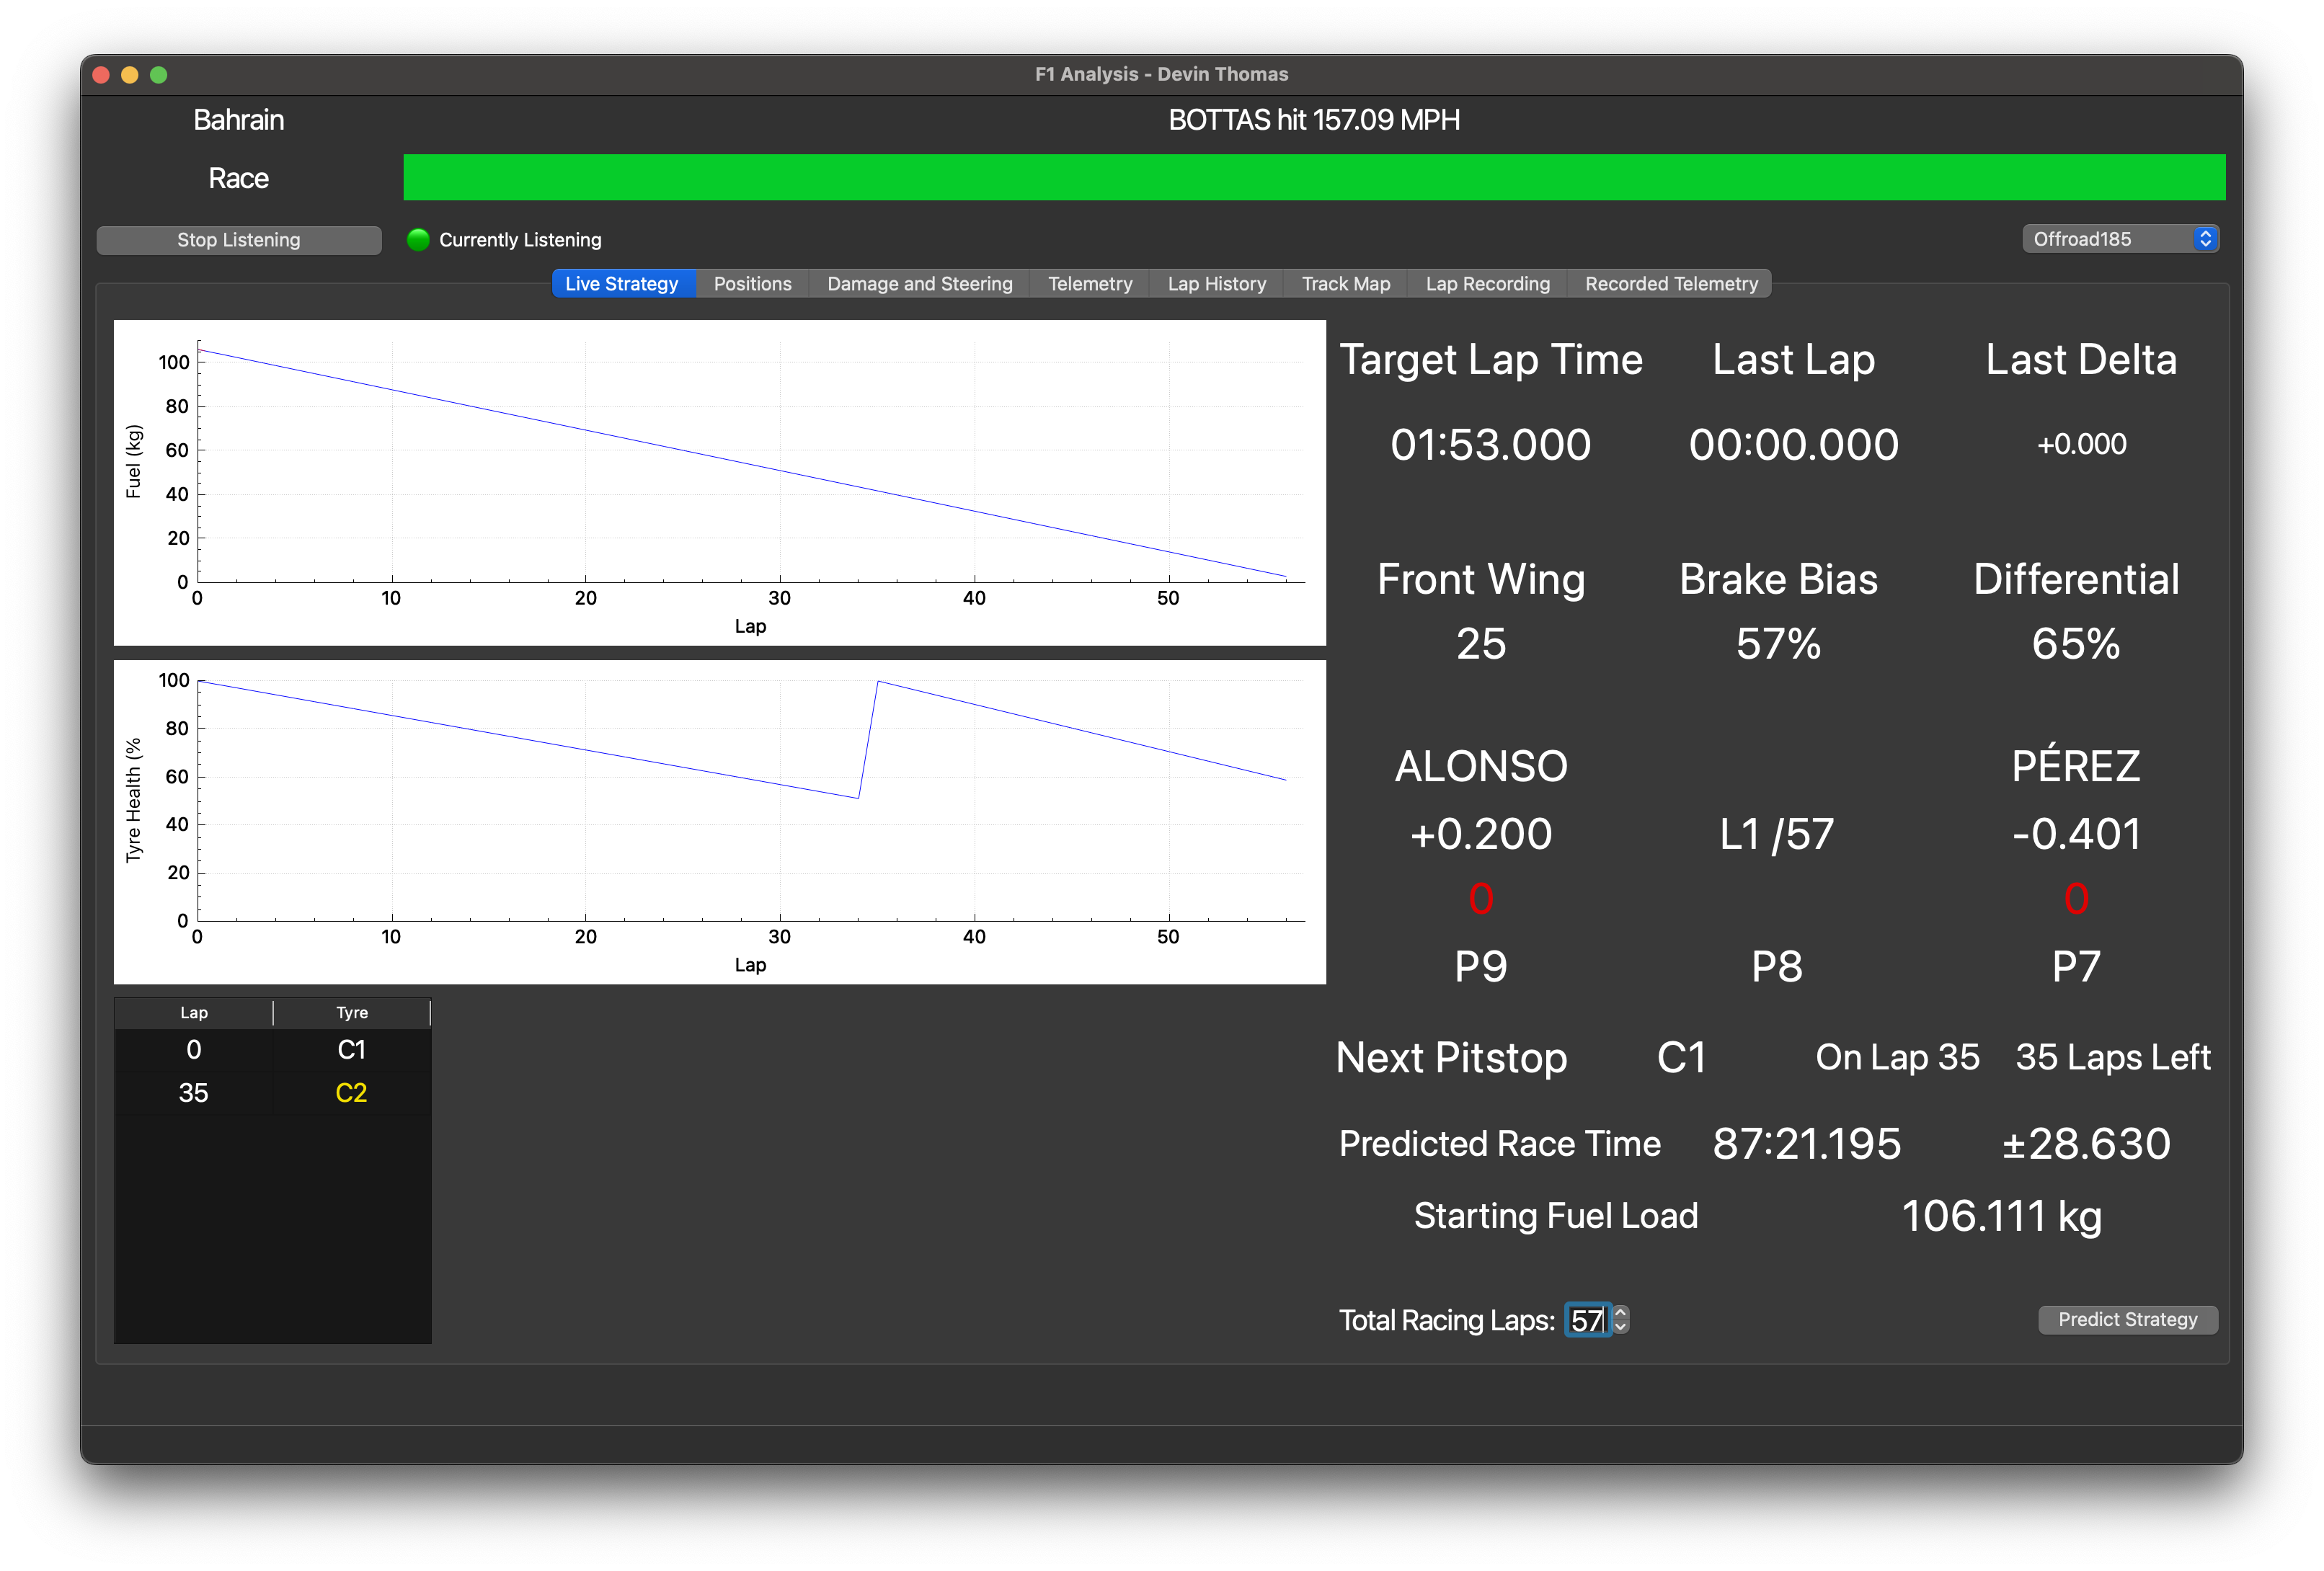 F1 Analysis - Devin Thomas
Bahrain
BOTTAS hit 157.09 MPH
Race
Stop Listening
Currently Listening
Offroad185
Live Strategy
Positions
Damage and Steering
Telemetry
Lap History
Track Map
Lap Recording
Recorded Telemetry
Fuel (kg)
100
80
60
40
20
0
0 10 20 30 40 50
Lap
Tyre Health (%
100
80
60
40
20
0
0 10 20 30 40 50
Lap
Lap Tyre
0 C1
35 C2
Target Lap Time Last Lap Last Delta
01:53.000 00:00.000 +0.000
Front Wing Brake Bias Differential
25 57% 65%
ALONSO PÉREZ
+0.200 L1 /57 -0.401
0 0
P9 P8 P7
Next Pitstop C1 On Lap 35 35 Laps Left
Predicted Race Time 87:21.195 ±28.630
Starting Fuel Load 106.111 kg
Total Racing Laps: 57
Predict Strategy